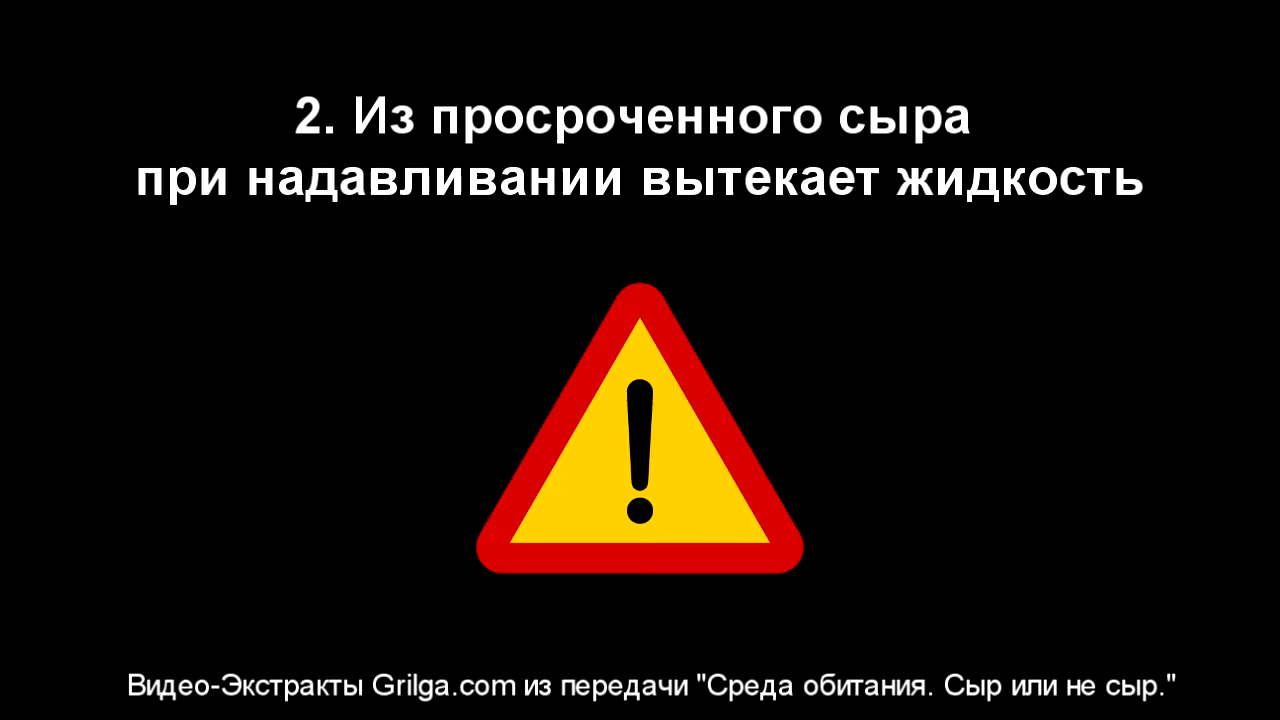 2. Из просроченного сыра
при надавливании вытекает жидкость
!
Видео-Экстракты Grilga.com из передачи "Среда обитания. Сыр или не сыр."